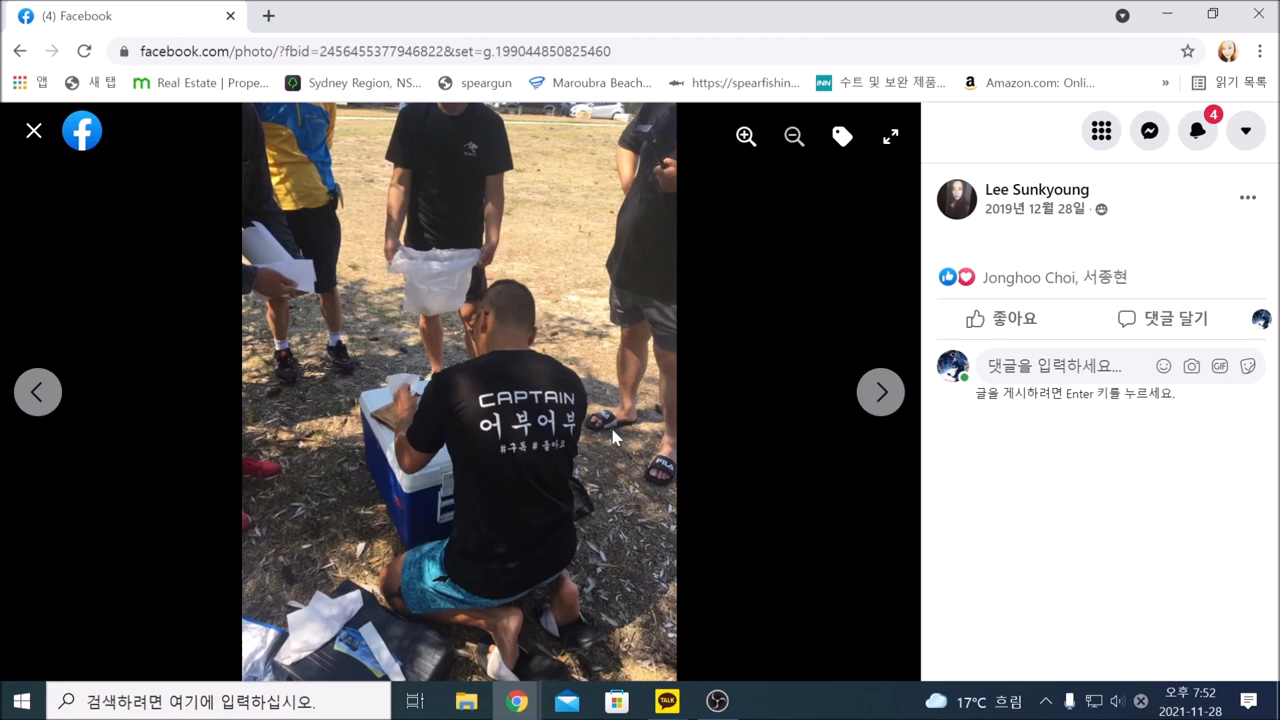 (4) Facebook
facebook.com/photo/?fbid=2456455377946822&set=g.199044850825460
앱
새 탭
Real Estate | Prope...
Sydney Region, NS...
speargun
Maroubra Beach...
https://spearfishin...
INN
수트 및 보완 제품...
Amazon.com: Onli...
»
읽기 목록
4
Lee Sunkyoung
2019년 12월 28일 ·
Jonghoo Choi, 서종현
좋아요
댓글 달기
댓글을 입력하세요...
GIF
글을 게시하려면 Enter 키를 누르세요.
CAPTAIN
어부어부
#구독 # 좋아요
FILA
FILA
검색하려면 여기에 입력하십시오.
TALK
17°C 흐림
오후 7:52
2021-11-28